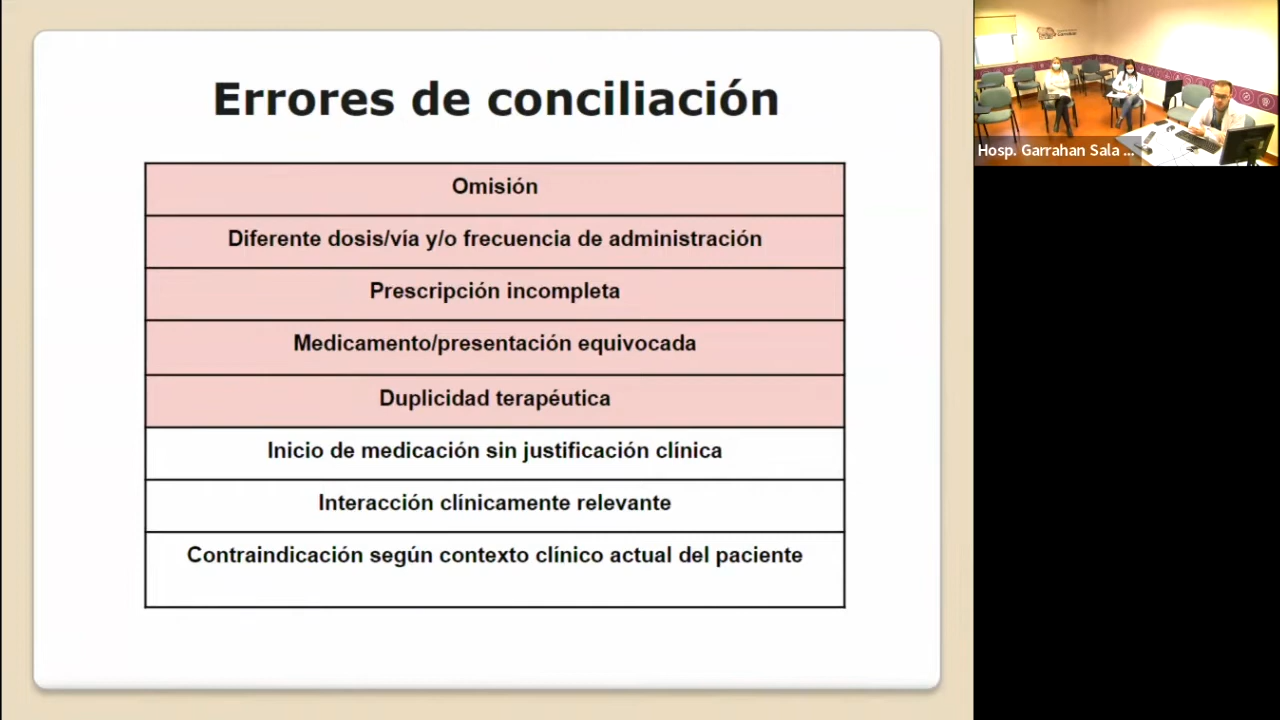 Errores de conciliación
Omisión
Diferente dosis/vía y/o frecuencia de administración
Prescripción incompleta
Medicamento/presentación equivocada
Duplicidad terapéutica
Inicio de medicación sin justificación clínica
Interacción clínicamente relevante
Contraindicación según contexto clínico actual del paciente
Hosp. Garrahan Sala ...